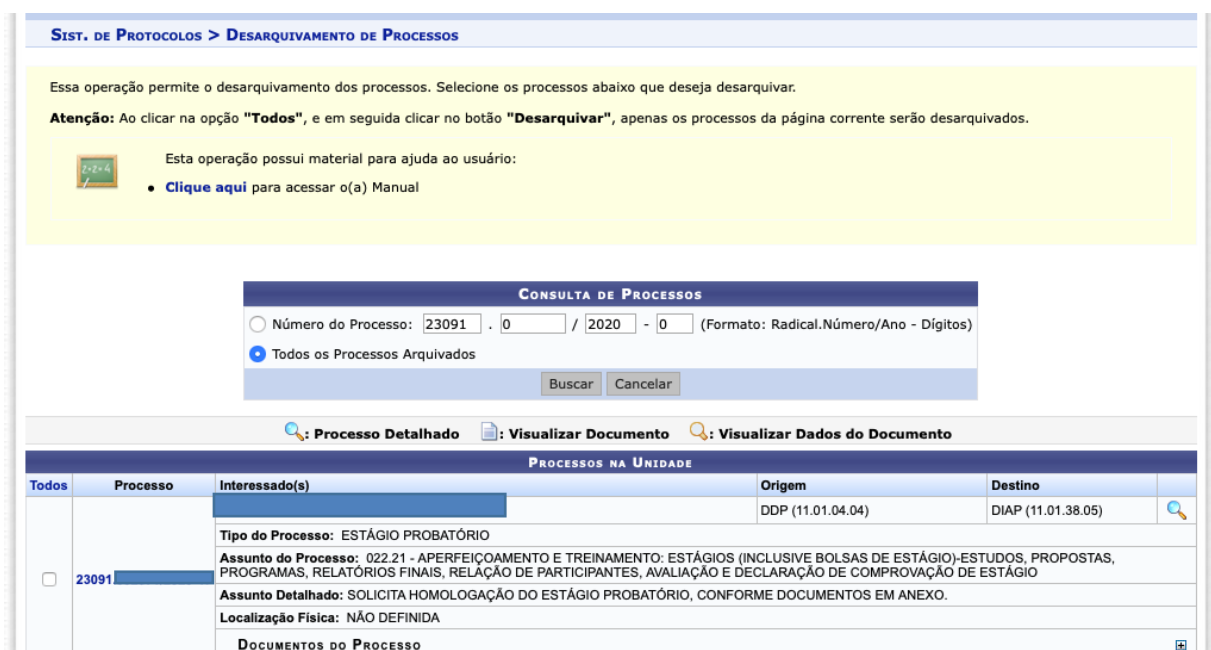 SIST. DE PROTOCOLOS > DESARQUIVAMENTO DE PROCESSOS
Essa operação permite o desarquivamento dos processos. Selecione os processos abaixo que deseja desarquivar.
Atenção: Ao clicar na opção "Todos", e em seguida clicar no botão "Desarquivar", apenas os processos da página corrente serão desarquivados.
Esta operação possui material para ajuda ao usuário:
• Clique aqui para acessar o(a) Manual
CONSULTA DE PROCESSOS
Número do Processo: 23091 . 0 / 2020 - 0 (Formato: Radical.Número/Ano - Dígitos)
Todos os Processos Arquivados
Buscar Cancelar
: Processo Detalhado : Visualizar Documento : Visualizar Dados do Documento
PROCESSOS NA UNIDADE
Todos Processo Interessado(s) Origem Destino
DDP (11.01.04.04) DIAP (11.01.38.05)
Tipo do Processo: ESTÁGIO PROBATÓRIO
Assunto do Processo: 022.21 - APERFEIÇOAMENTO E TREINAMENTO: ESTÁGIOS (INCLUSIVE BOLSAS DE ESTÁGIO)-ESTUDOS, PROPOSTAS,
PROGRAMAS, RELATÓRIOS FINAIS, RELAÇÃO DE PARTICIPANTES, AVALIAÇÃO E DECLARAÇÃO DE COMPROVAÇÃO DE ESTÁGIO
23091.
Assunto Detalhado: SOLICITA HOMOLOGAÇÃO DO ESTÁGIO PROBATÓRIO, CONFORME DOCUMENTOS EM ANEXO.
Localização Física: NÃO DEFINIDA
DOCUMENTOS DO PROCESSO